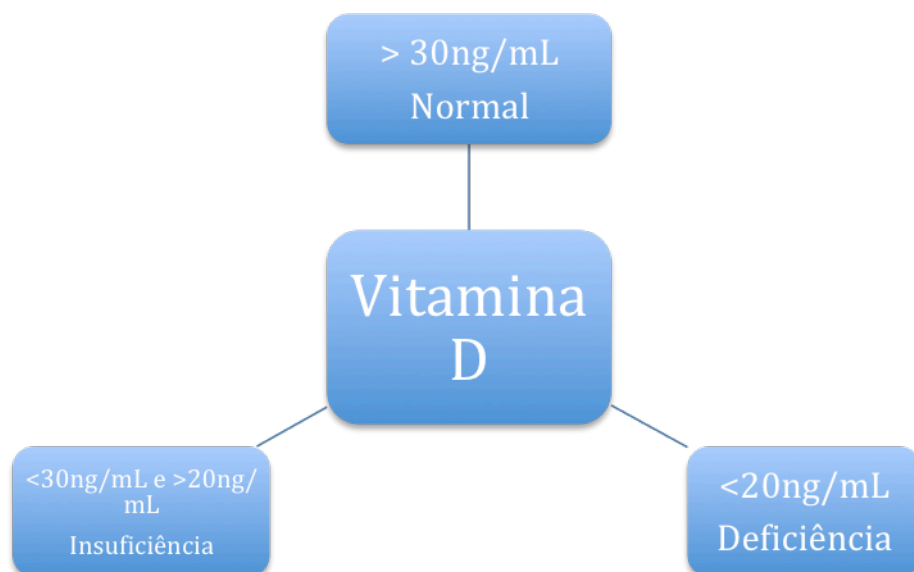 > 30ng/mL
Normal
Vitamina
D
<30ng/mL e >20ng/
mL
Insuficiência
<20ng/mL
Deficiência